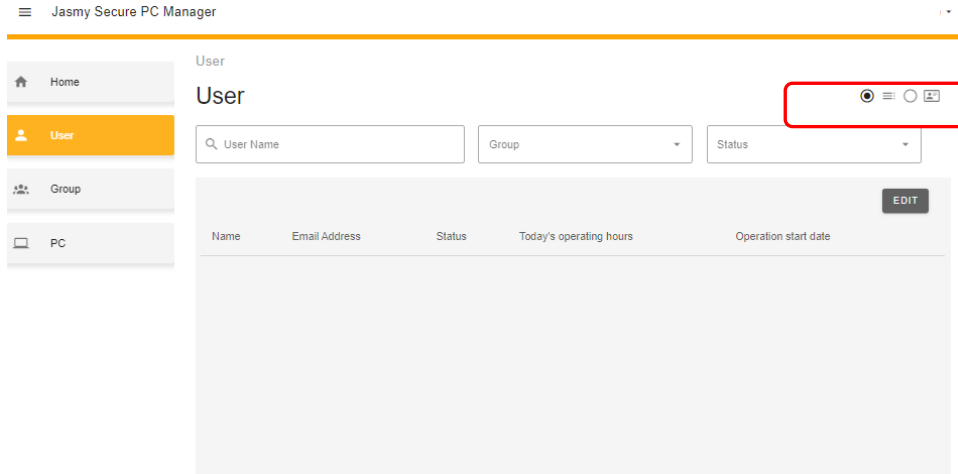 Jasmy Secure PC Manager
User
Home
User
User
User Name
Group
Status
Group
EDIT
PC
Name Email Address Status Today's operating hours Operation start date